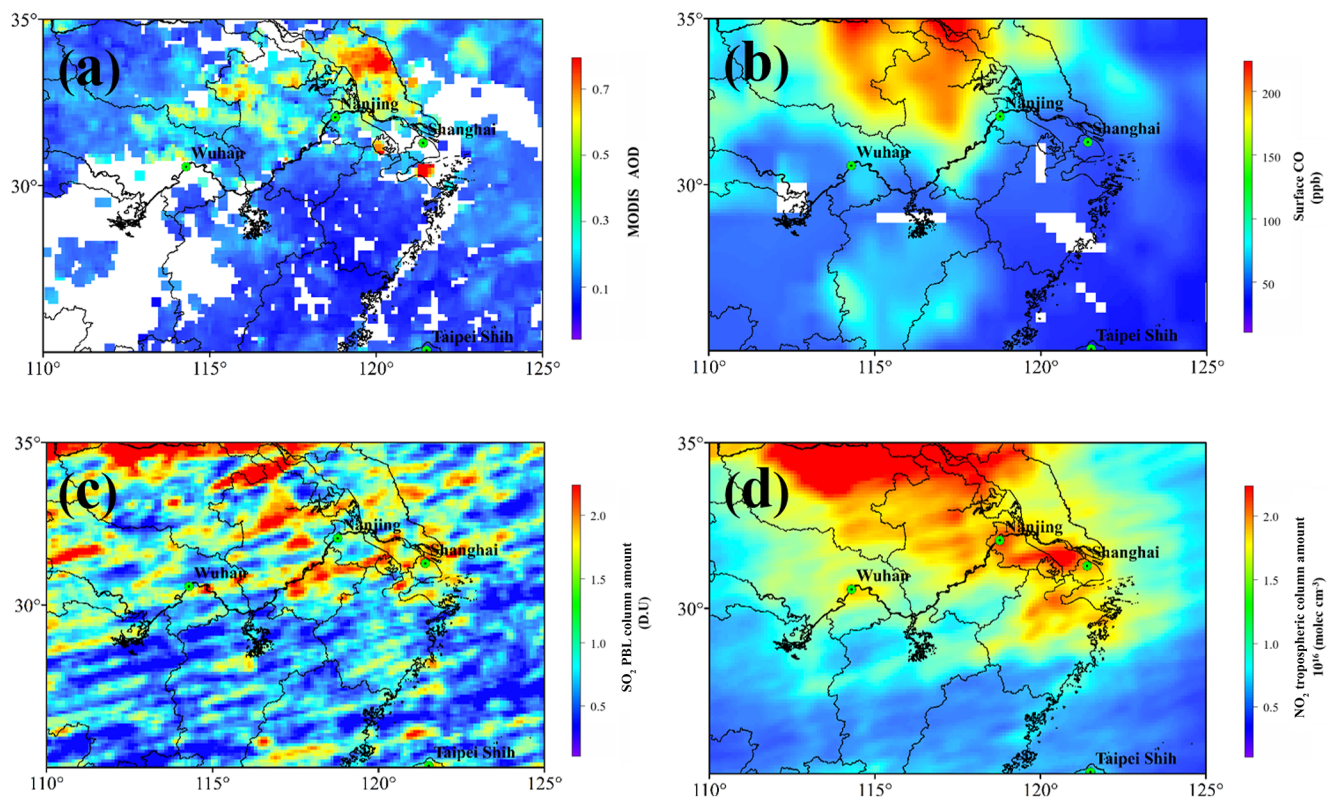 35°
(a)
Nanjing
Shanghai
Wuhan
30°
Taipei Shih
110°
115°
120°
125°
0.7
0.5
0.3
0.1
MODIS AOD
35°
(b)
Nanjing
Shanghai
Wuhan
30°
Taipei Shih
110°
115°
120°
125°
200
150
100
50
Surface CO
(ppb)
35°
(c)
Nanjing
Shanghai
Wuhan
30°
Taipei Shih
110°
115°
120°
125°
2.0
1.5
1.0
0.5
SO₂ PBL column amount
(D.U)
35°
(d)
Nanjing
Shanghai
Wuhan
30°
Taipei Shih
110°
115°
120°
125°
2.0
1.5
1.0
0.5
NO₂ tropospheric column amount
10¹⁶ (molec cm⁻²)